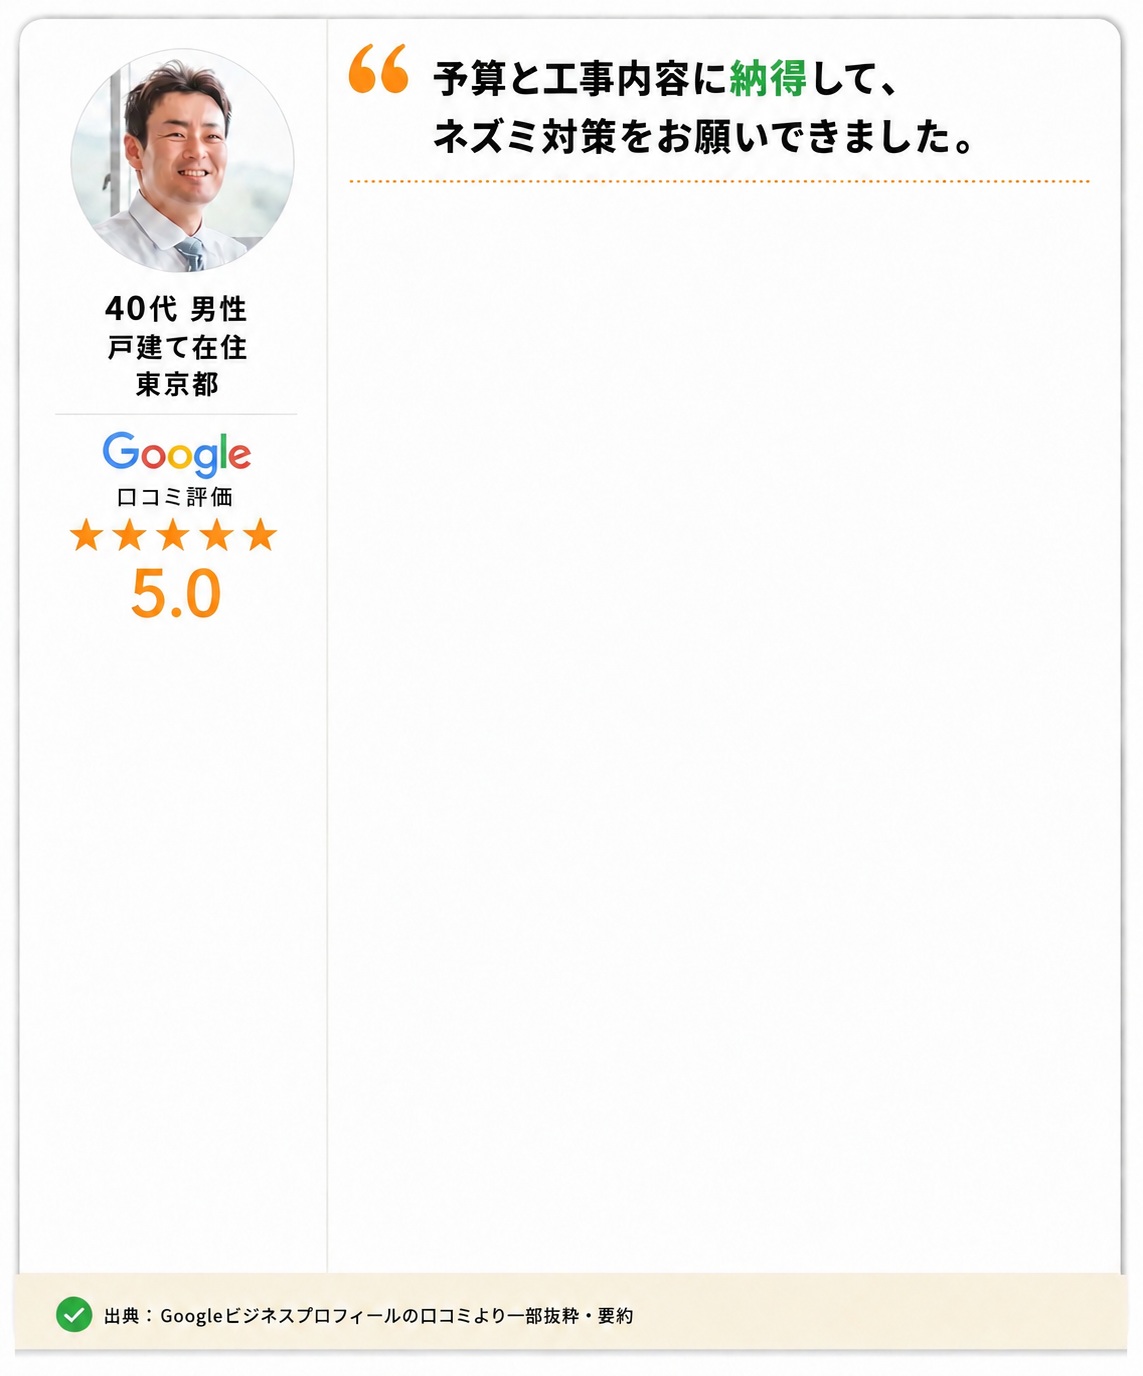 予算と工事内容に納得して、
ネズミ対策をお願いできました。
40代 男性
戸建て在住
東京都
Google
口コミ評価
★★★★★
5.0
出典：Googleビジネスプロフィールの口コミより一部抜粋・要約